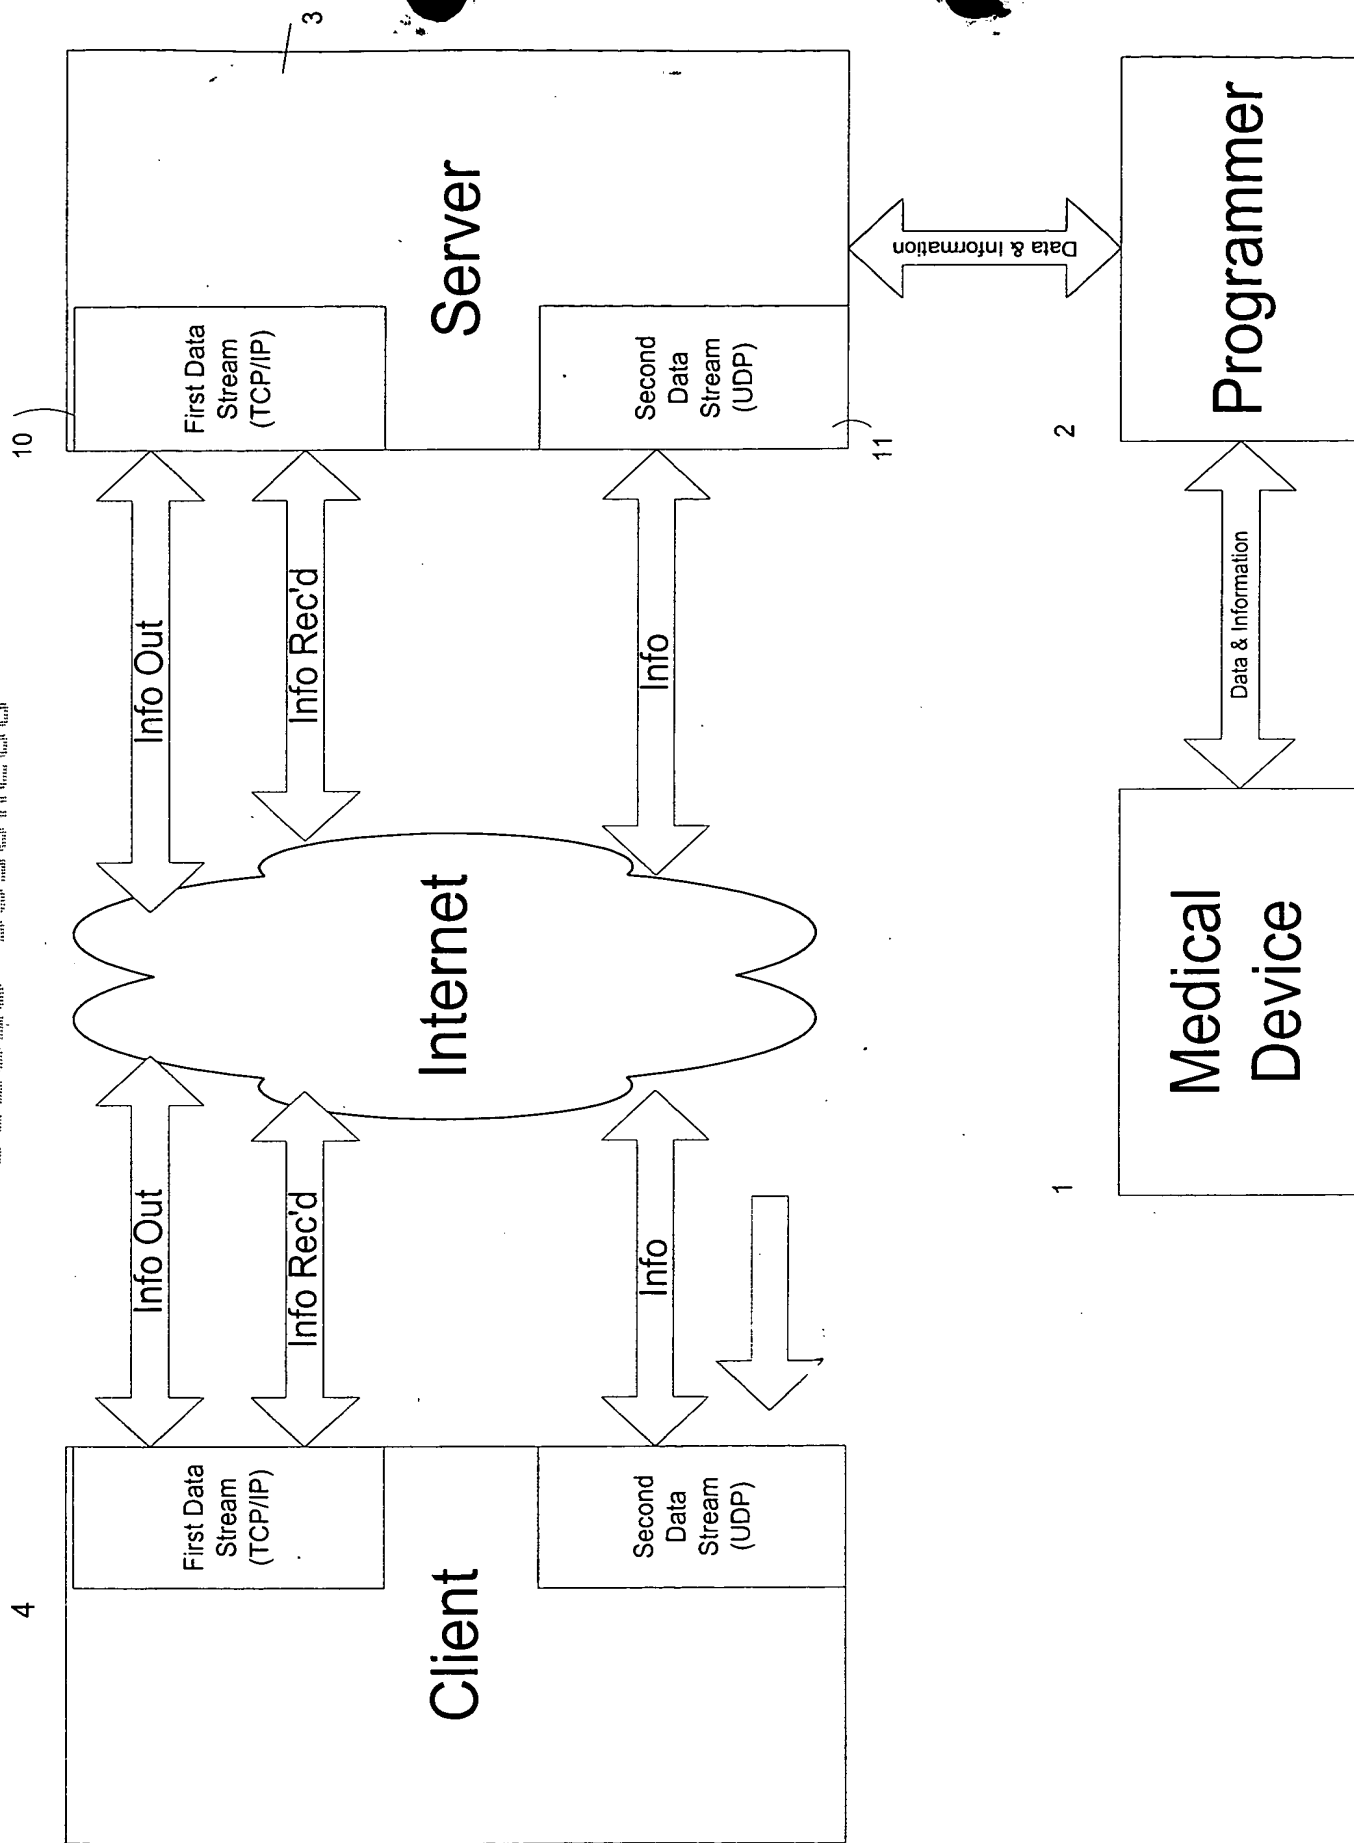 4
10
3
First Data
Stream
(TCP/IP)
Info Out
Info Out
First Data
Stream
(TCP/IP)
Info Rec'd
Info Rec'd
Client
Internet
Server
Second
Data
Stream
(UDP)
Info
Info
Second
Data
Stream
(UDP)
11
Data & Information
1
2
Medical
Device
Data & Information
Programmer